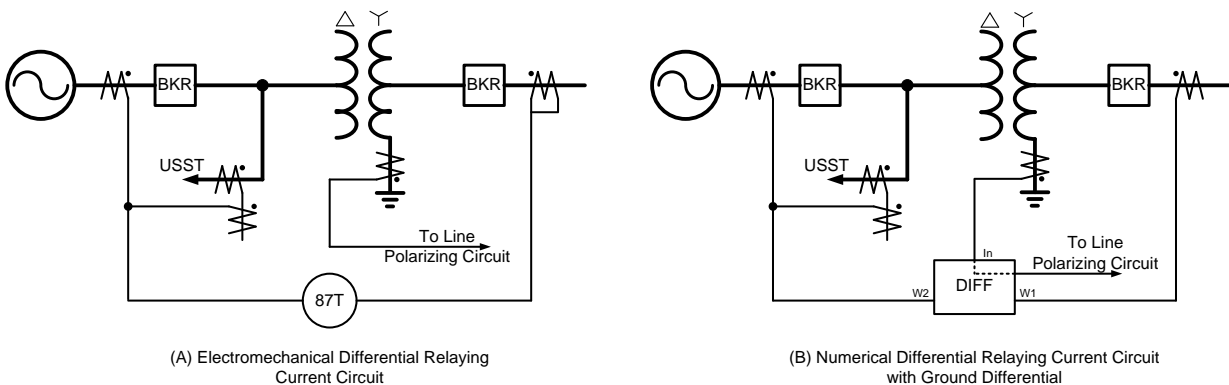 BKR
BKR
USST
To Line
Polarizing Circuit
87T
(A) Electromechanical Differential Relaying
Current Circuit
BKR
BKR
USST
In
To Line
Polarizing Circuit
DIFF
W2
W1
(B) Numerical Differential Relaying Current Circuit
with Ground Differential